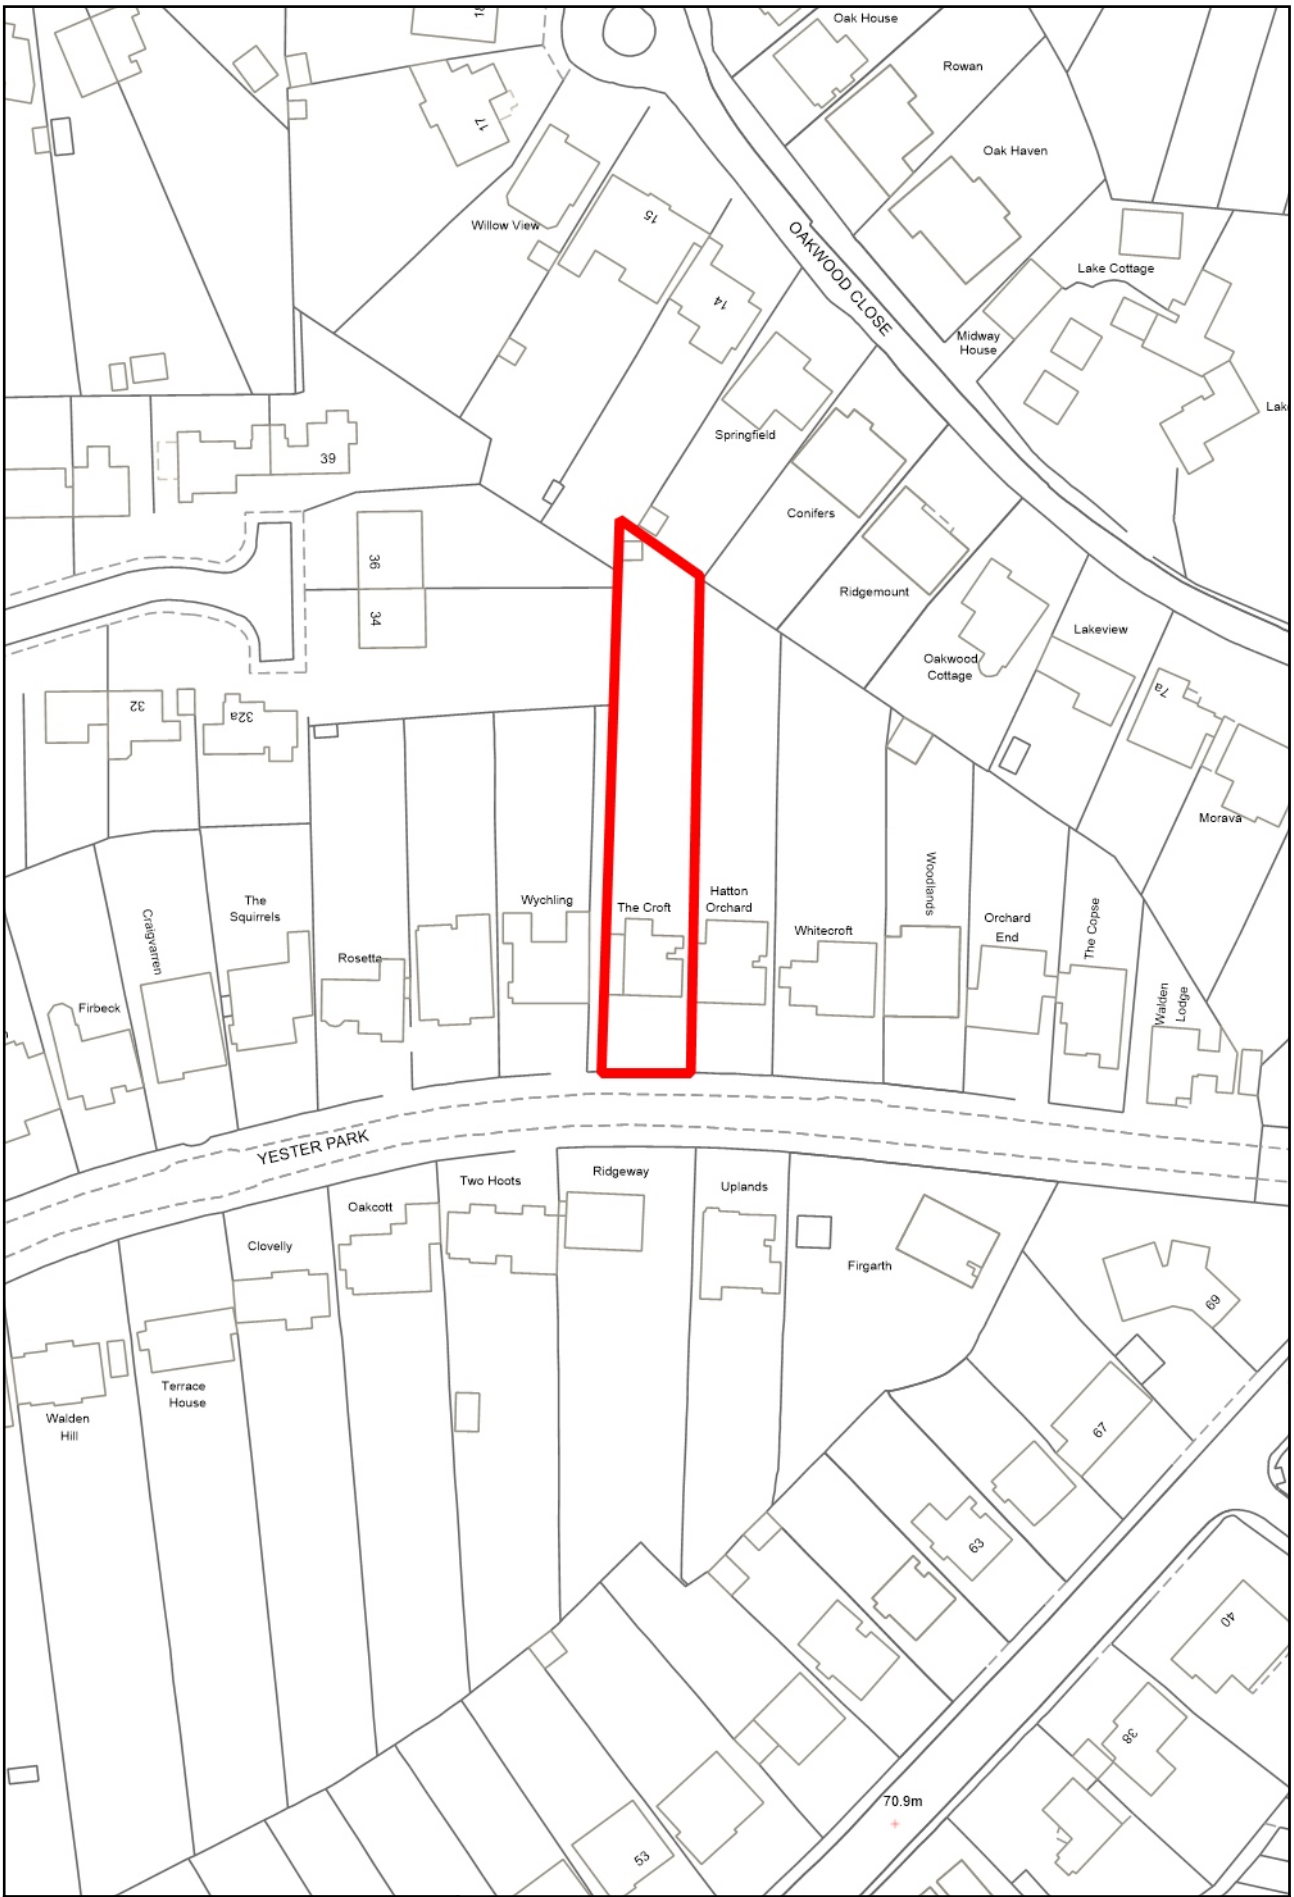 18
Oak House
Rowan
17
Oak Haven
15
Willow View
OAKWOOD CLOSE
Lake Cottage
14
Midway
House
Springfield
39
Conifers
36
Ridgemount
34
Lakeview
Oakwood
Cottage
7a
32
32a
Morava
Woodlands
Hatton
Orchard
Wychling
The Croft
The
Squirrels
Craigvarren
Orchard
End
The Copse
Whitecroft
Rosetta
Firbeck
Walden
Lodge
YESTER PARK
Ridgeway
Two Hoots
Uplands
Oakcott
Clovelly
Firgarth
69
Terrace
House
Walden
Hill
67
63
40
38
70.9m
53